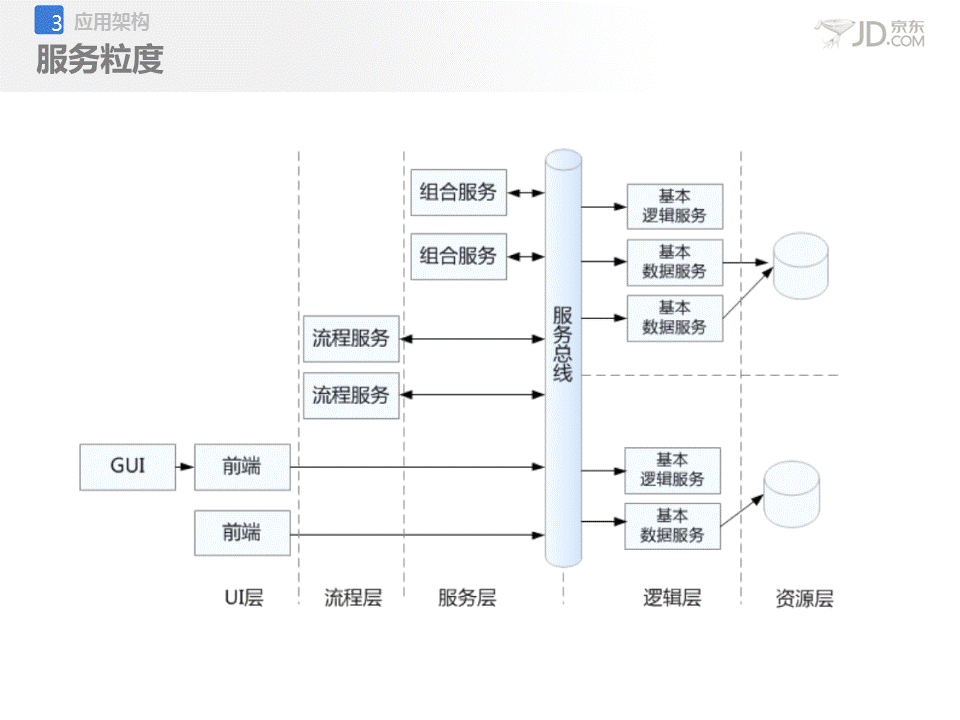 3 应用架构
服务粒度
JD 京东
.COM
组合服务
组合服务
流程服务
流程服务
GUI
前端
前端
服务总线
基本
逻辑服务
基本
数据服务
基本
数据服务
基本
逻辑服务
基本
数据服务
UI层
流程层
服务层
逻辑层
资源层